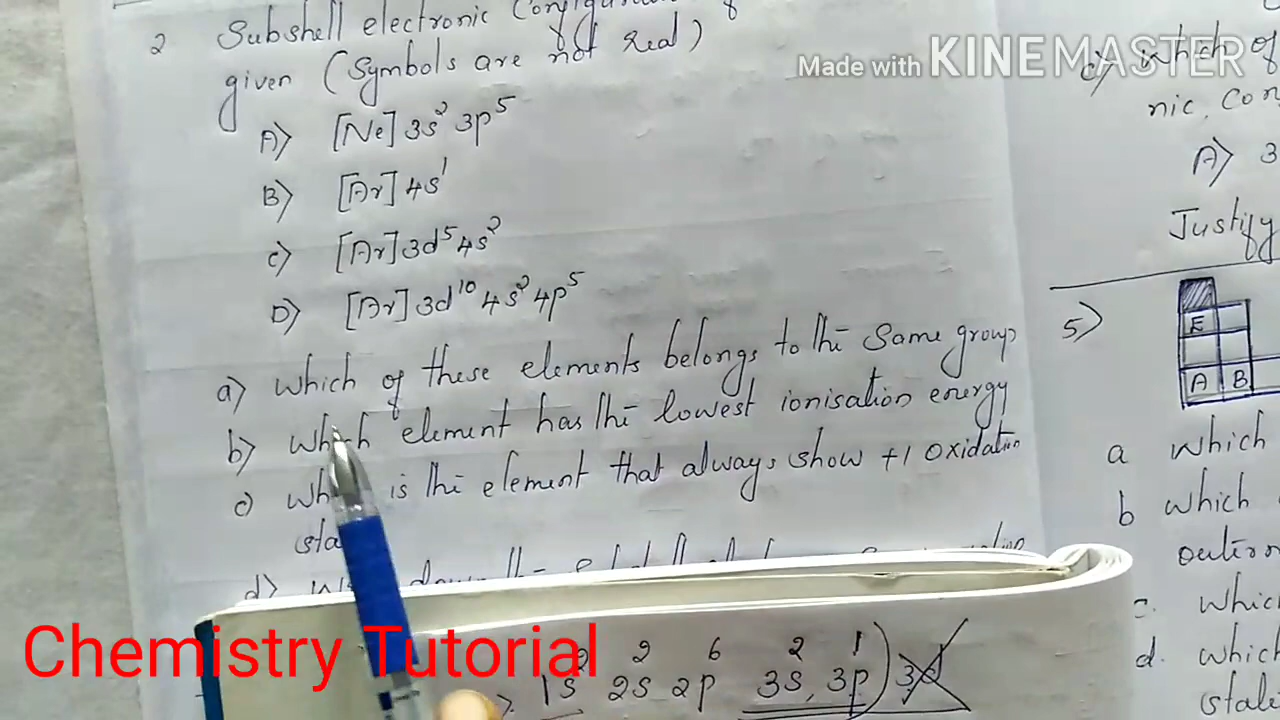 2 Subshell electronic
given (Symbols are not real)
A) [Ne] 3s² 3p⁵
B) [Ar] 4s¹
c) [Ar] 3d⁵ 4s²
D) [Ar] 3d¹⁰ 4s² 4p⁵
a) which of these elements belongs to the same group
b) which element has the lowest ionisation energy
c) is the element that always show +1 oxidation
d)
1s² 2s² 2p⁶ 3s², 3p¹)
Made with KINEMASTER
c) which of
nic, con
A) 3
Justify
5)
E
A B
a which
b which
outerm
c. which
d. which
state
Chemistry Tutorial